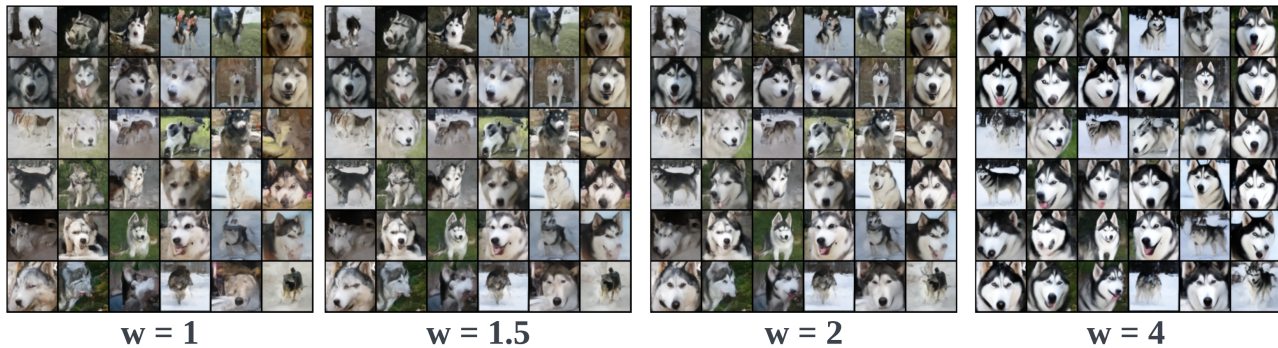 w = 1
w = 1.5
w = 2
w = 4